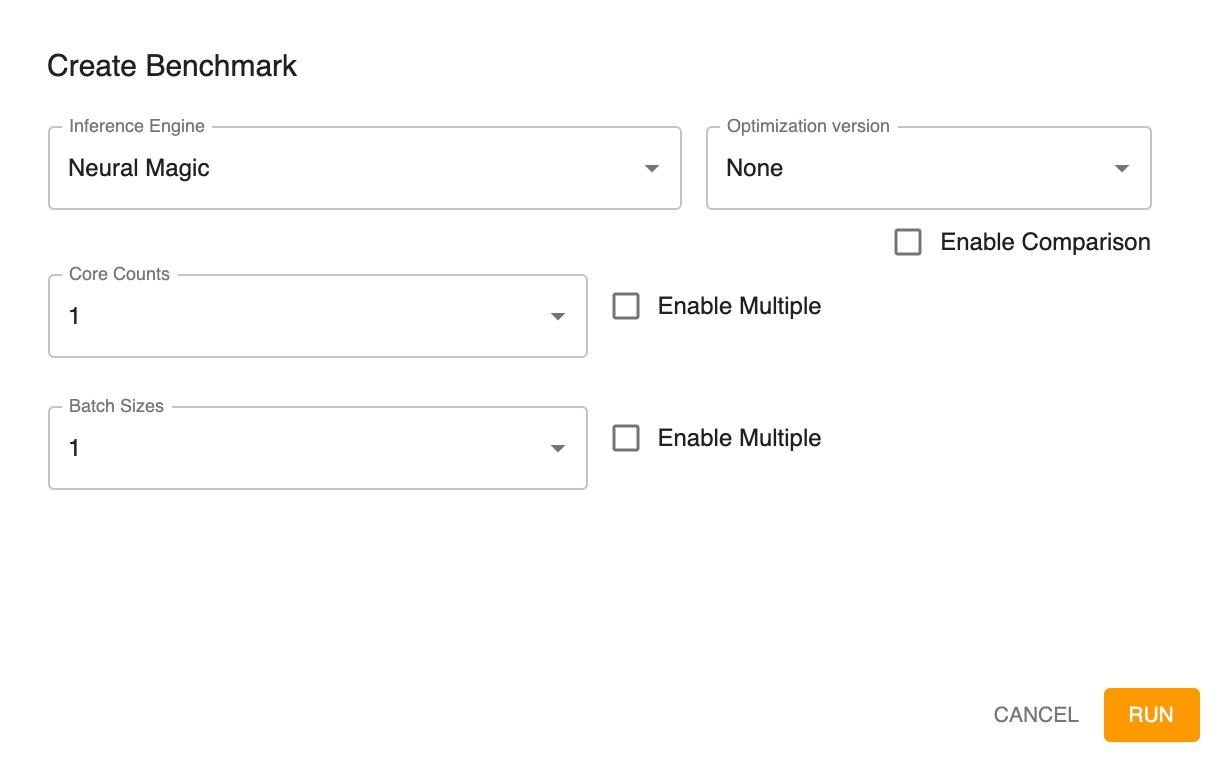 Create Benchmark
Inference Engine
Neural Magic
Optimization version
None
Enable Comparison
Core Counts
1
Enable Multiple
Batch Sizes
1
Enable Multiple
CANCEL
RUN